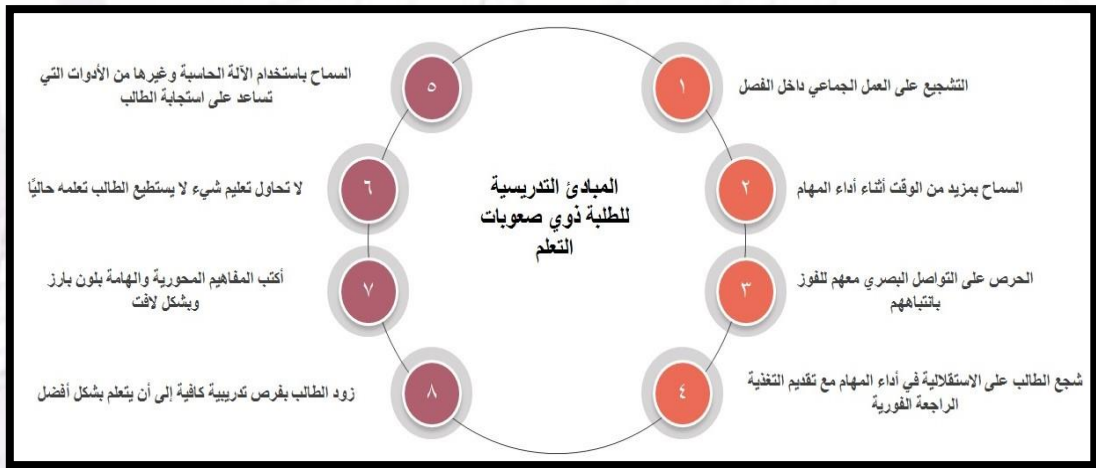 المبادئ التدريسية
للطلبة ذوي صعوبات
التعلم
١
التشجيع على العمل الجماعي داخل الفصل
٢
السماح بمزيد من الوقت أثناء أداء المهام
٣
الحرص على التواصل البصري معهم للفوز
بانتباههم
٤
شجع الطالب على الاستقلالية في أداء المهام مع تقديم التغذية
الراجعة الفورية
٥
السماح باستخدام الآلة الحاسبة وغيرها من الأدوات التي
تساعد على استجابة الطالب
٦
لا تحاول تعليم شيء لا يستطيع الطالب تعلمه حاليًا
٧
أكتب المفاهيم المحورية والهامة بلون بارز
وبشكل لافت
٨
زود الطالب بفرص تدريبية كافية إلى أن يتعلم بشكل أفضل